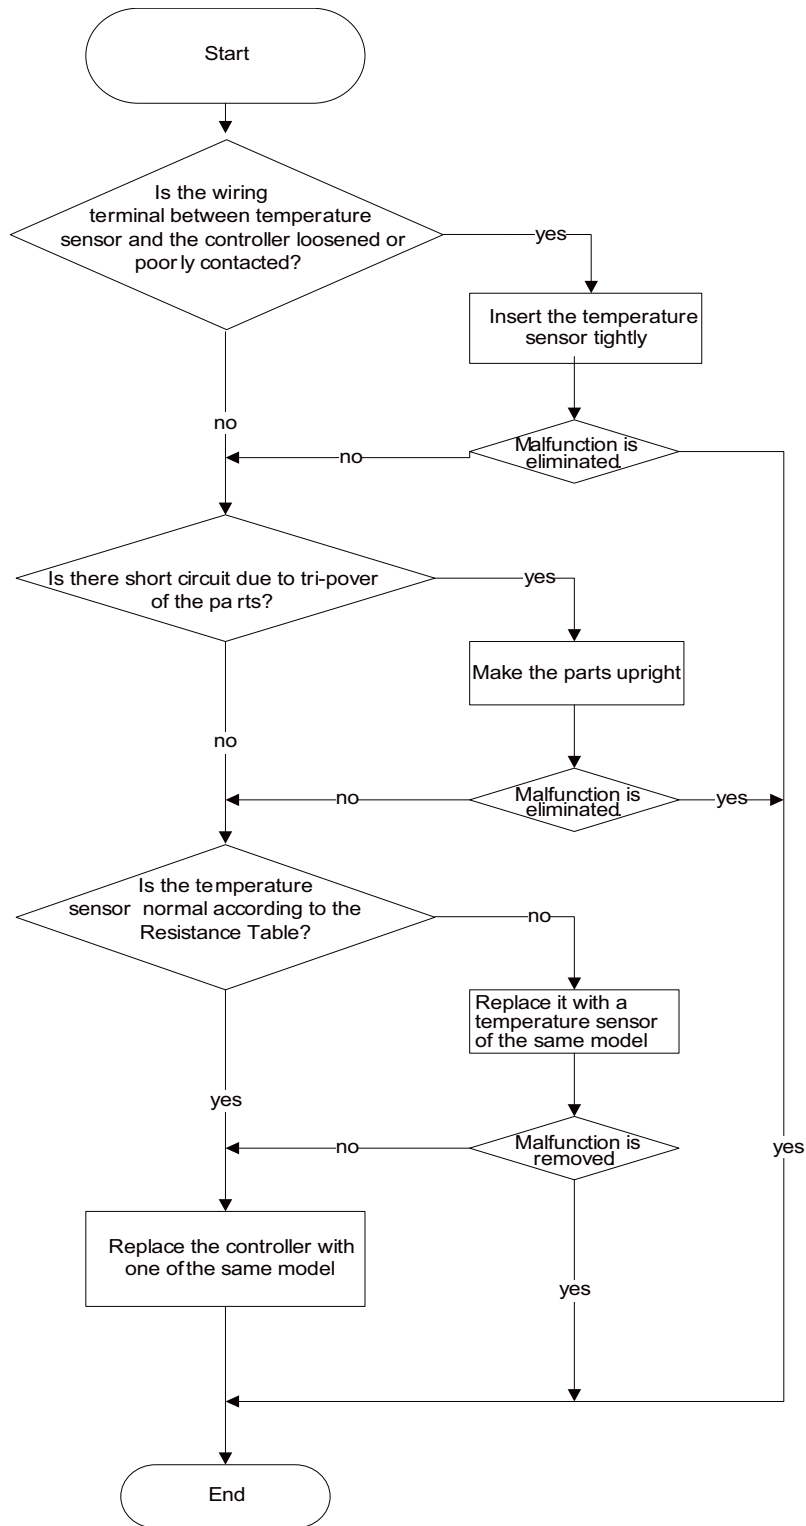 Start
Is the wiring
terminal between temperature
sensor and the controller loosened or
poorly contacted?
yes
Insert the temperature
sensor tightly
no
Malfunction is
eliminated.
no
Is there short circuit due to tri-pover
of the pa rts?
yes
Make the parts upright
no
Malfunction is
eliminated.
no
yes
Is the temperature
sensor normal according to the
Resistance Table?
no
Replace it with a
temperature sensor
of the same model
yes
Malfunction is
removed
no
yes
Replace the controller with
one of the same model
yes
End